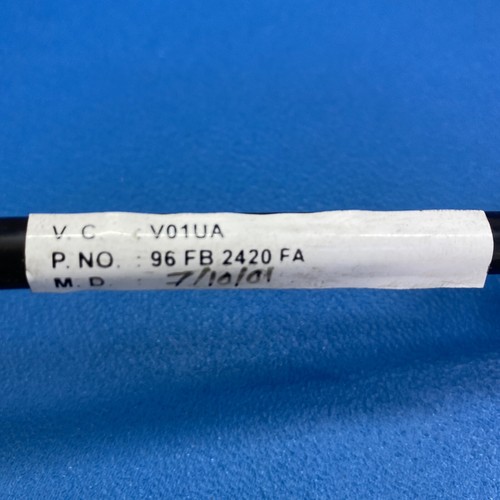 V. C. : V01UA
P. NO. : 96 FB 2420 FA
M. D. : 7/10/01